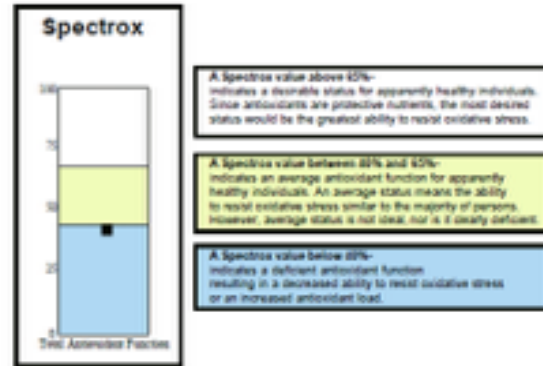 Spectrox
100
75
50
25
0
Total Antioxidant Function
A Spectrox value above 65%-
indicates a desirable status for apparently healthy individuals.
Since antioxidants are protective nutrients, the most desired
status would be the greatest ability to resist oxidative stress.
A Spectrox value between 40% and 65%-
indicates an average antioxidant function for apparently
healthy individuals. An average status means the ability
to resist oxidative stress similar to the majority of persons.
However, average status is not ideal, nor is it clearly deficient.
A Spectrox value below 40%-
indicates a deficient antioxidant function
resulting in a decreased ability to resist oxidative stress
or an increased antioxidant load.